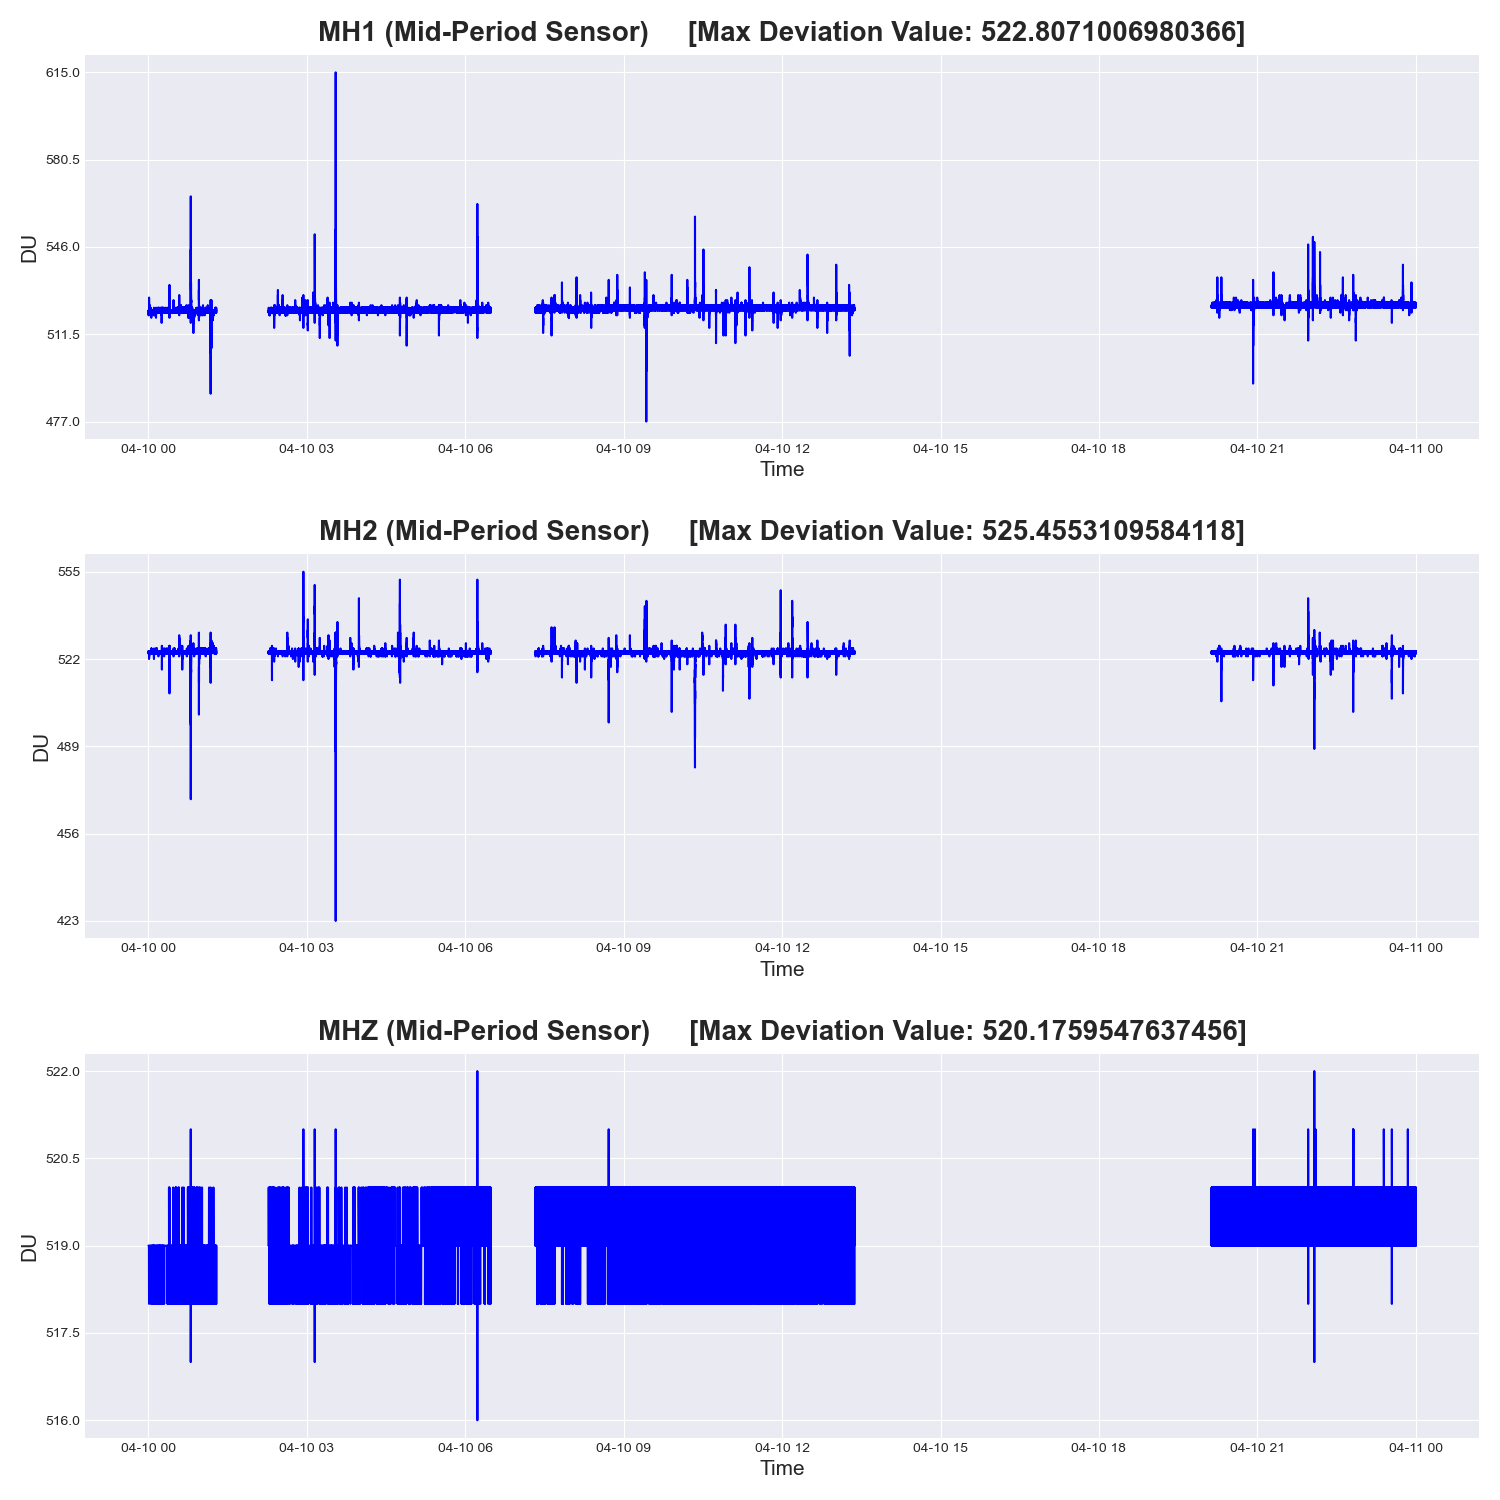 MH1 (Mid-Period Sensor) [Max Deviation Value: 522.8071006980366]
615.0
580.5
546.0
511.5
477.0
DU
04-10 00 04-10 03 04-10 06 04-10 09 04-10 12 04-10 15 04-10 18 04-10 21 04-11 00
Time
MH2 (Mid-Period Sensor) [Max Deviation Value: 525.4553109584118]
555
522
489
456
423
DU
04-10 00 04-10 03 04-10 06 04-10 09 04-10 12 04-10 15 04-10 18 04-10 21 04-11 00
Time
MHZ (Mid-Period Sensor) [Max Deviation Value: 520.1759547637456]
522.0
520.5
519.0
517.5
516.0
DU
04-10 00 04-10 03 04-10 06 04-10 09 04-10 12 04-10 15 04-10 18 04-10 21 04-11 00
Time